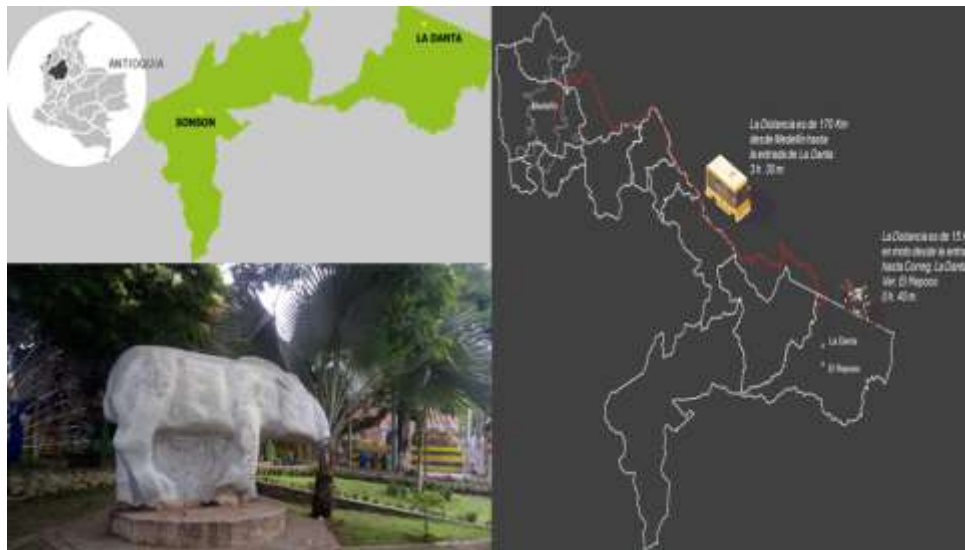 ANTIOQUIA
LA DANTA
SONSON
Medellín
La Distancia es de 170 Km
desde Medellín hasta
la entrada de La Danta
3 h. 30 m
La Distancia es de 15
en moto desde la
hasta Correg. La Danta
Ver. El Reposo
0 h. 40 m
La Danta
El Reposo